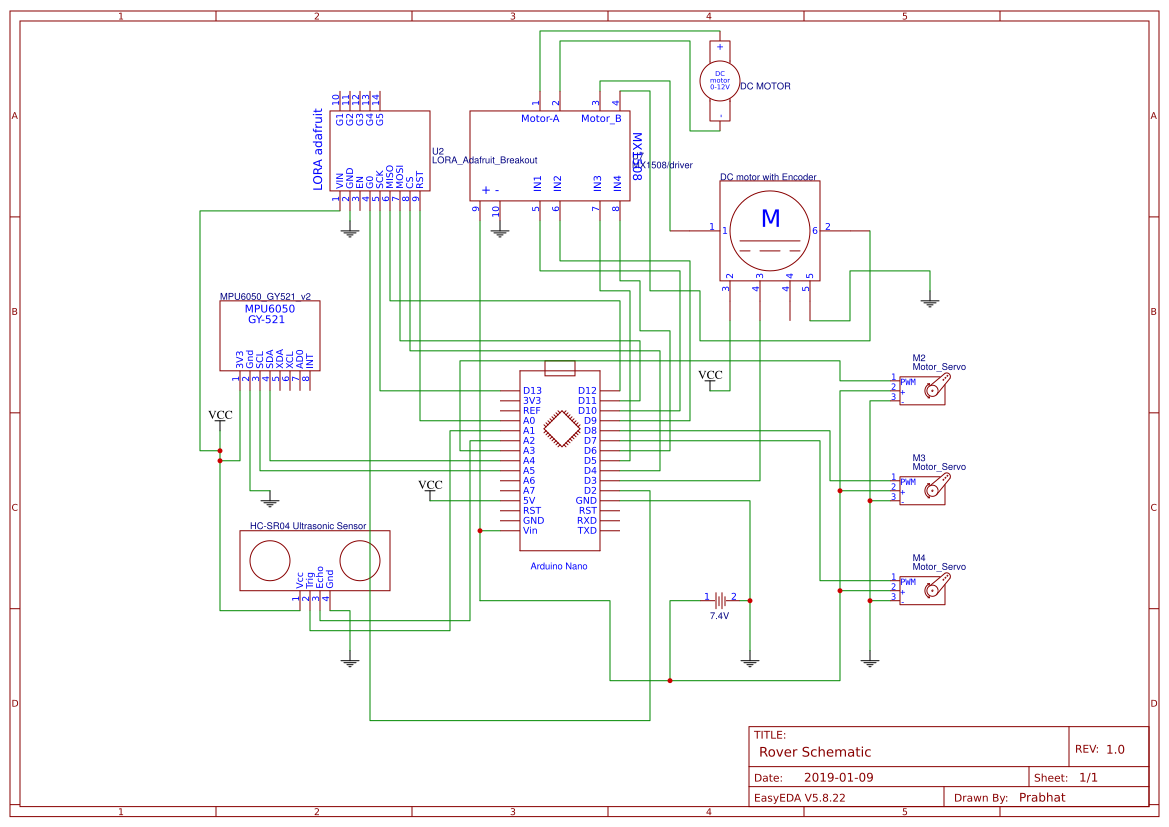 1 2 3 4 5
A A
B B
C C
D D
1 2 3 4 5
LORA adafruit
10 11 12 13 14
G1 G2 G3 G4 G5
VIN GND EN G0 SCK MISO MOSI CS RST
1 2 3 4 5 6 7 8 9
U2
LORA_Adafruit_Breakout
1 2 3 4
Motor-A Motor_B
MX1508
MX1508/driver
+ - IN1 IN2 IN3 IN4
9 10 5 6 7 8
+
DC
motor
0-12V
-
DC MOTOR
DC motor with Encoder
M
1 1 6 2
2 3 4 5
3 4 4 5
MPU6050_GY521_v2
MPU6050
GY-521
3V3 Gnd SCL SDA XDA XCL AD0 INT
1 2 3 4 5 6 7 8
VCC
VCC
VCC
HC-SR04 Ultrasonic Sensor
Vcc Trig Echo Gnd
1 2 3 4
D13 D12
3V3 D11
REF D10
A0 D9
A1 D8
A2 D7
A3 D6
A4 D5
A5 D4
A6 D3
A7 D2
5V GND
RST RST
GND RXD
Vin TXD
Arduino Nano
1 2
7.4V
M2
Motor_Servo
1 PWM
2 +
3 -
M3
Motor_Servo
1 PWM
2 +
3 -
M4
Motor_Servo
1 PWM
2 +
3 -
TITLE:
Rover Schematic
REV: 1.0
Date: 2019-01-09
Sheet: 1/1
EasyEDA V5.8.22
Drawn By: Prabhat